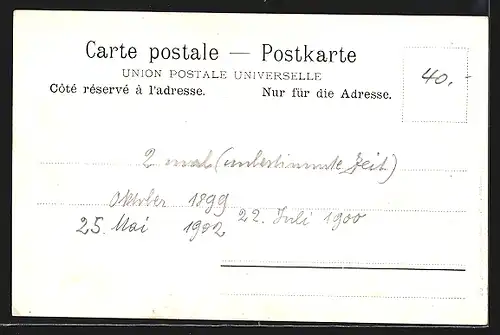 Carte postale — Postkarte
UNION POSTALE UNIVERSELLE
Côté réservé à l'adresse. Nur für die Adresse.
40.-
2 mal (unbestimmte Zeit)
Oktober 1899
25. Mai 1902 22. Juli 1900